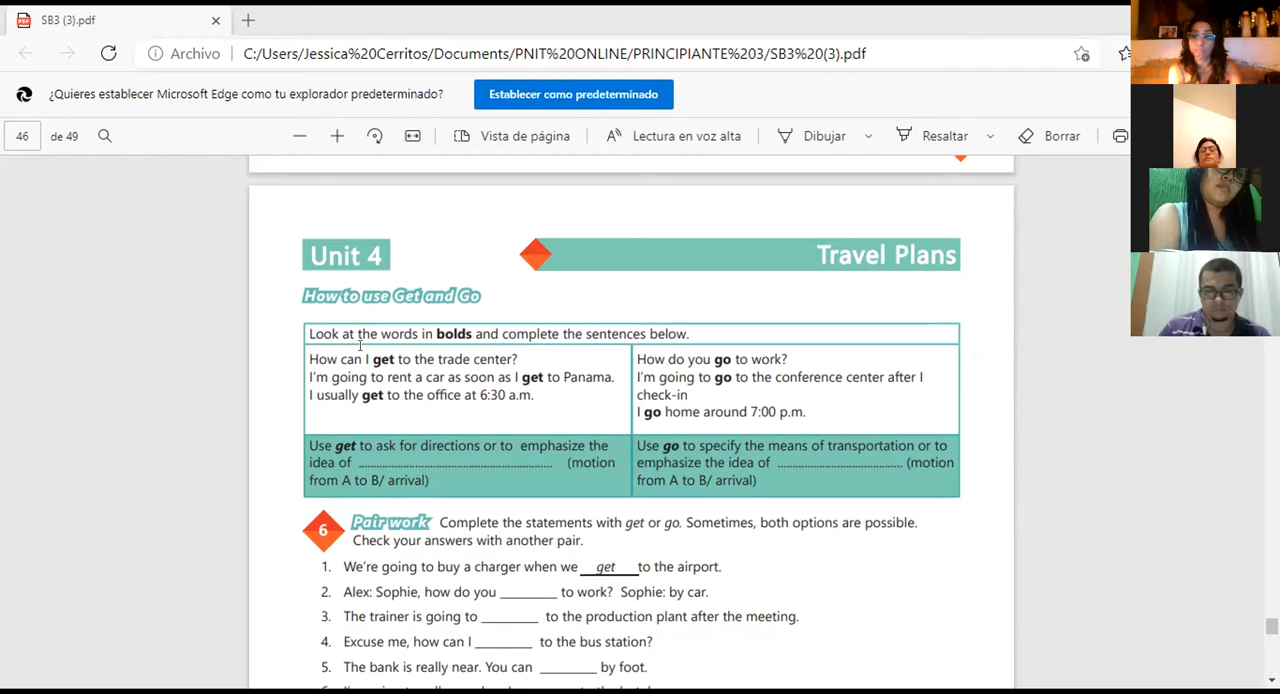 SB3 (3).pdf
Archivo
C:/Users/Jessica%20Cerritos/Documents/PNIT%20ONLINE/PRINCIPIANTE%203/SB3%20(3).pdf
¿Quieres establecer Microsoft Edge como tu explorador predeterminado?
Establecer como predeterminado
46 de 49
Vista de página
Lectura en voz alta
Dibujar
Resaltar
Borrar
Unit 4
Travel Plans
How to use Get and Go
Look at the words in bolds and complete the sentences below.
How can I get to the trade center?
I'm going to rent a car as soon as I get to Panama.
I usually get to the office at 6:30 a.m.
How do you go to work?
I'm going to go to the conference center after I
check-in
I go home around 7:00 p.m.
Use get to ask for directions or to emphasize the
idea of ........................................................ (motion
from A to B/ arrival)
Use go to specify the means of transportation or to
emphasize the idea of .................................... (motion
from A to B/ arrival)
6 Pair work Complete the statements with get or go. Sometimes, both options are possible.
Check your answers with another pair.
1. We're going to buy a charger when we __get__ to the airport.
2. Alex: Sophie, how do you _______ to work? Sophie: by car.
3. The trainer is going to _______ to the production plant after the meeting.
4. Excuse me, how can I _______ to the bus station?
5. The bank is really near. You can _______ by foot.